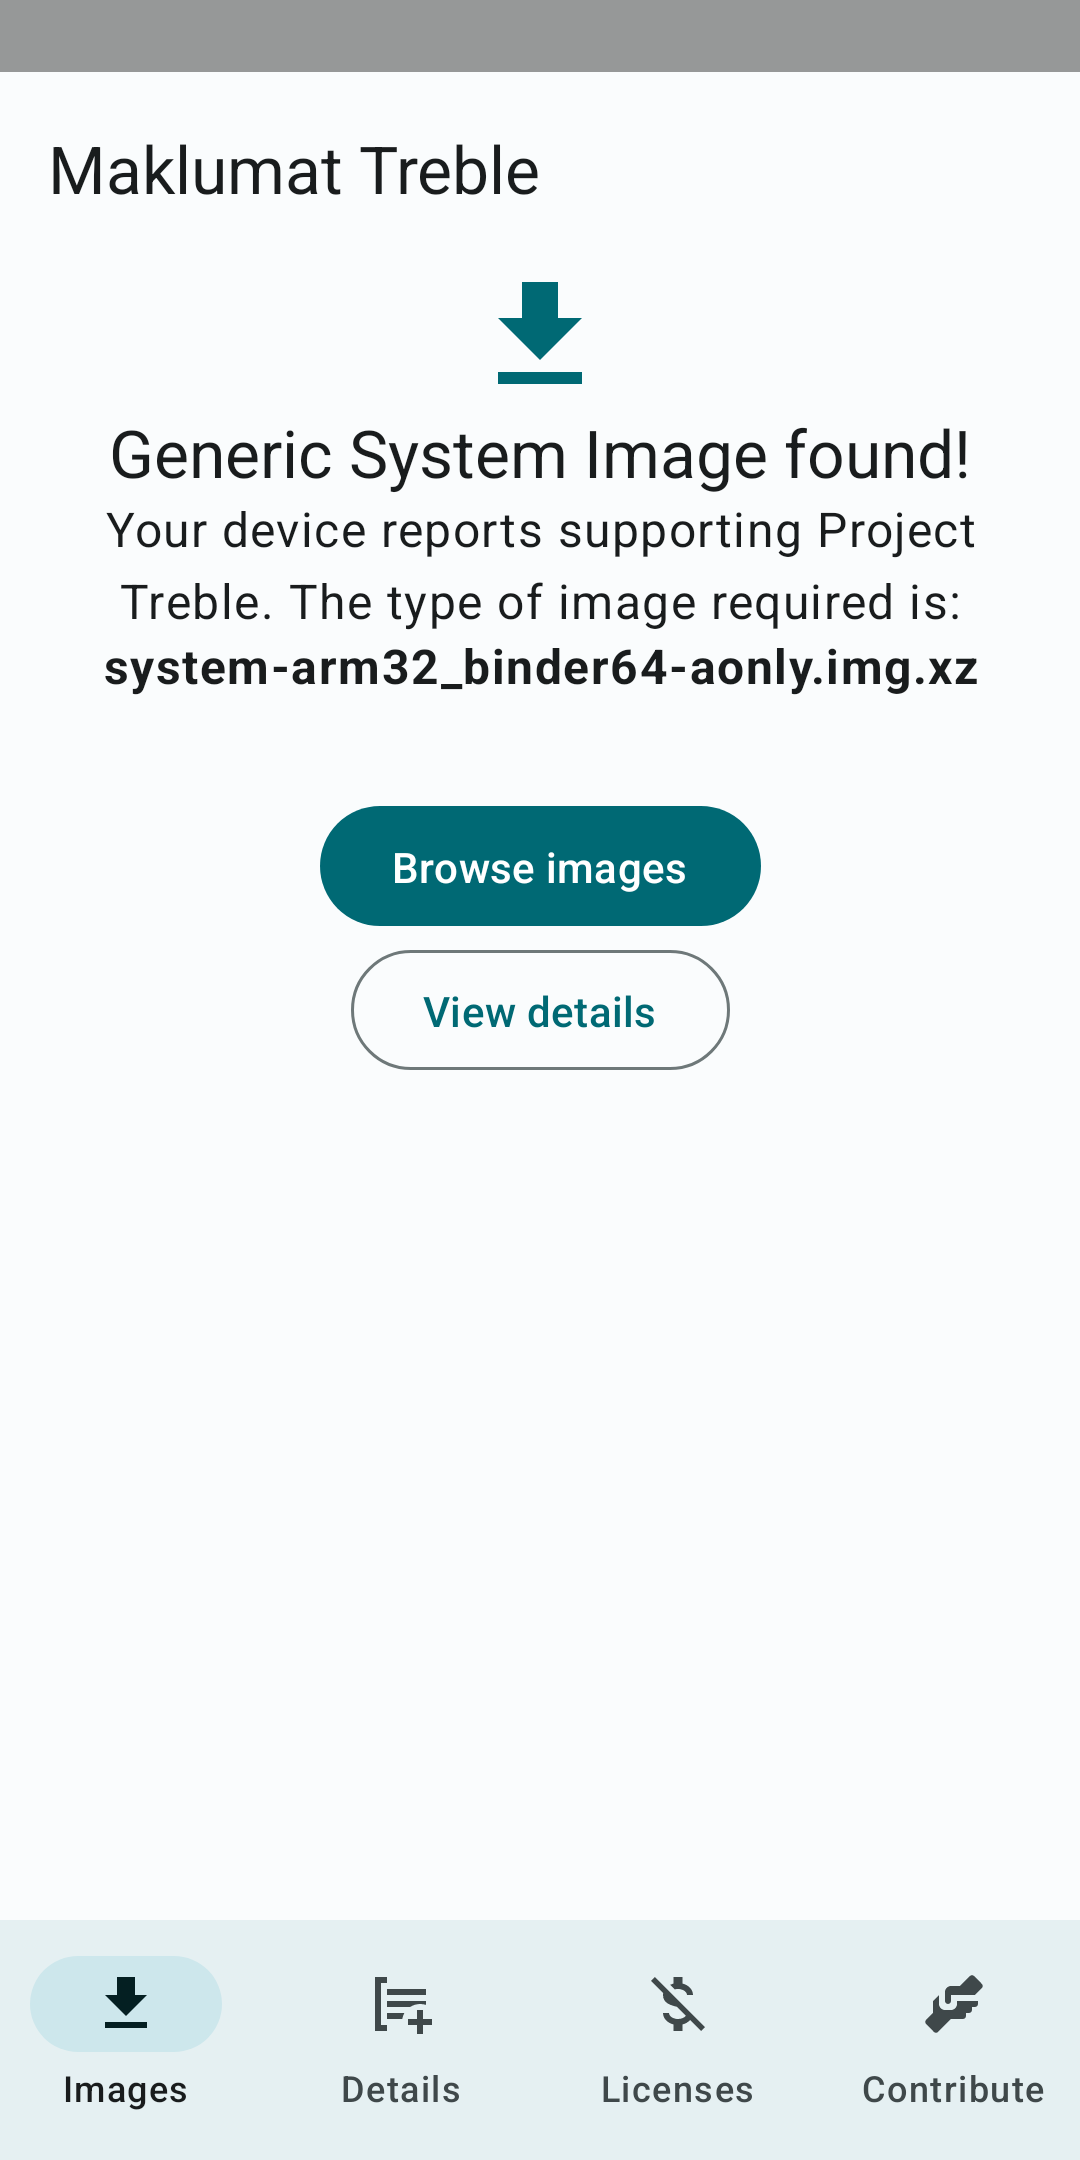 Maklumat Treble
Generic System Image found!
Your device reports supporting Project
Treble. The type of image required is:
system-arm32_binder64-aonly.img.xz
Browse images
View details
Images
Details
Licenses
Contribute